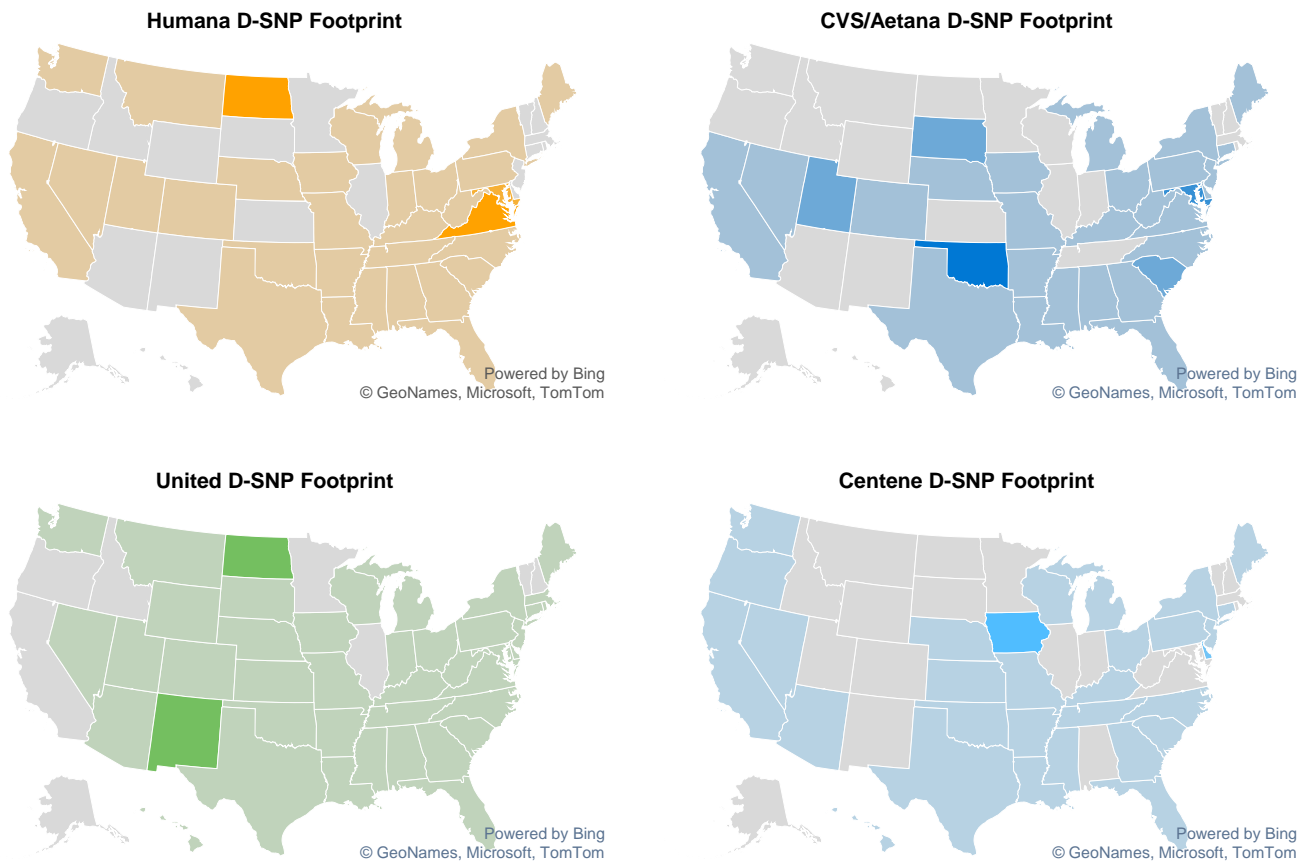 Humana D-SNP Footprint
CVS/Aetana D-SNP Footprint
Powered by Bing
© GeoNames, Microsoft, TomTom
Powered by Bing
© GeoNames, Microsoft, TomTom
United D-SNP Footprint
Centene D-SNP Footprint
Powered by Bing
© GeoNames, Microsoft, TomTom
Powered by Bing
© GeoNames, Microsoft, TomTom